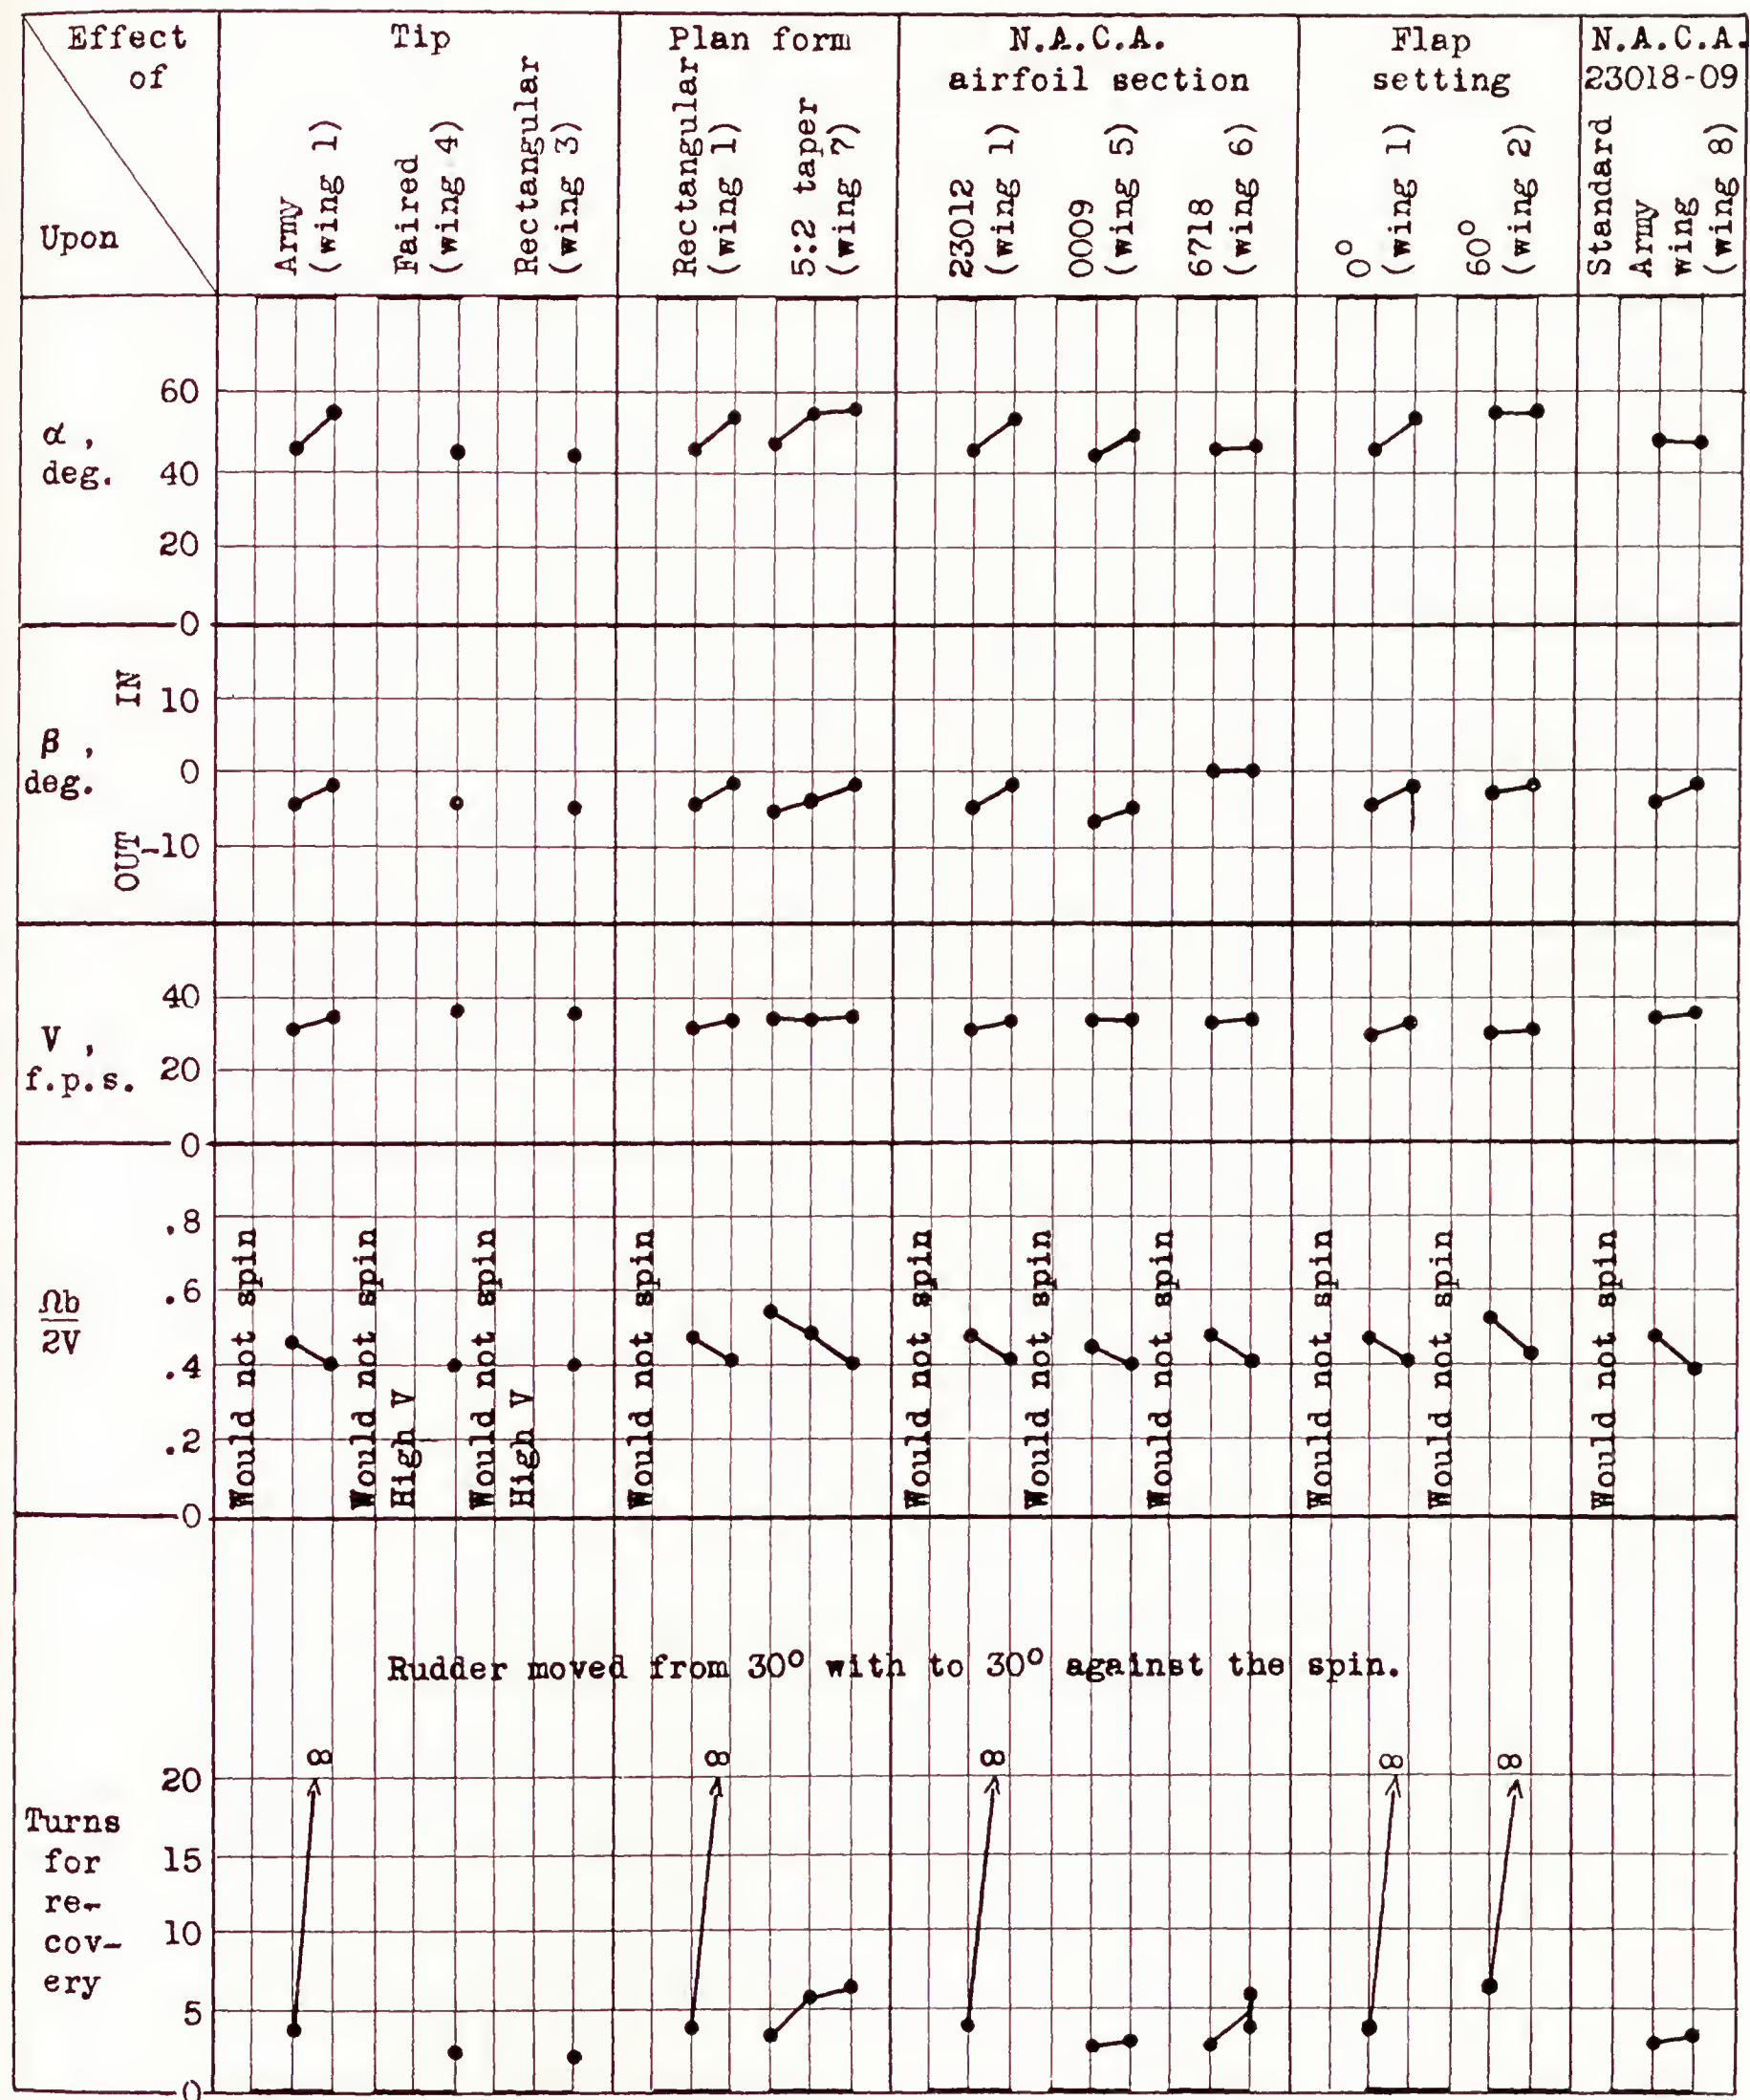 Effect
of
Upon
Tip
Army
(wing 1)
Faired
(wing 4)
Rectangular
(wing 3)
Plan form
Rectangular
(wing 1)
5:2 taper
(wing 7)
N.A.C.A.
airfoil section
23012
(wing 1)
0009
(wing 5)
6718
(wing 6)
Flap
setting
0°
(wing 1)
60°
(wing 2)
N.A.C.A.
23018-09
Standard
Army
wing
(wing 8)
α ,
deg.
60
40
20
0
β ,
deg.
IN
OUT
10
0
-10
V ,
f.p.s.
40
20
0
Ωb
2V
.8
.6
.4
.2
0
Would not spin
Would not spin
High V
Would not spin
High V
Would not spin
Would not spin
Would not spin
Would not spin
Would not spin
Would not spin
Would not spin
Rudder moved from 30° with to 30° against the spin.
∞
∞
∞
∞
∞
Turns
for
re-
cov-
ery
20
15
10
5
0